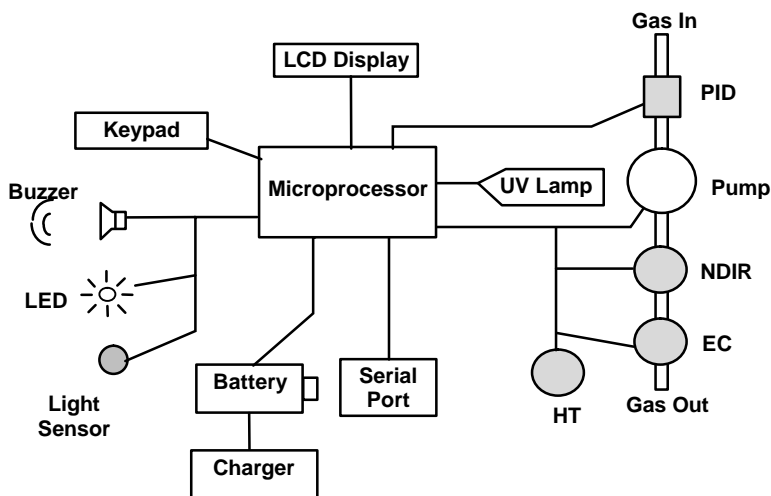 Gas In
LCD Display
PID
Keypad
Microprocessor
UV Lamp
Pump
Buzzer
NDIR
LED
EC
Battery
Serial
Port
Light
Sensor
HT
Gas Out
Charger